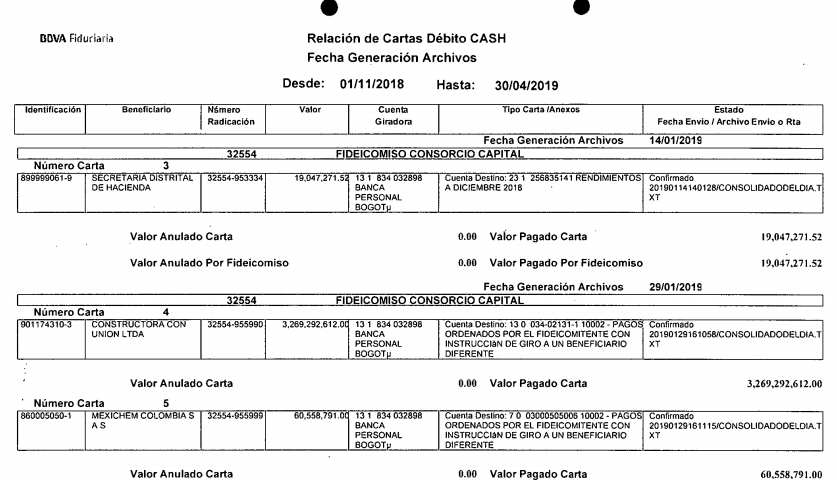 BBVA Fiduciaria
Relación de Cartas Débito CASH
Fecha Generación Archivos
Desde: 01/11/2018 Hasta: 30/04/2019
Identificación Beneficiario Número Radicación Valor Cuenta Giradora Tipo Carta /Anexos Estado Fecha Envio / Archivo Envio o Rta
Fecha Generación Archivos 14/01/2019
32554 FIDEICOMISO CONSORCIO CAPITAL
Número Carta 3
899999061-9 SECRETARIA DISTRITAL 32554-953334 19,047,271.52 13 1 834 032898 Cuenta Destino: 23 1 256835141 RENDIMIENTOS Confirmado
DE HACIENDA BANCA A DICIEMBRE 2018 20190114140128/CONSOLIDADODELDIA.T
PERSONAL XT
BOGOTµ
Valor Anulado Carta 0.00 Valor Pagado Carta 19,047,271.52
Valor Anulado Por Fideicomiso 0.00 Valor Pagado Por Fideicomiso 19,047,271.52
Fecha Generación Archivos 29/01/2019
32554 FIDEICOMISO CONSORCIO CAPITAL
Número Carta 4
901174310-3 CONSTRUCTORA CON 32554-955990 3,269,292,612.00 13 1 834 032898 Cuenta Destino: 13 0 034-02131-1 10002 - PAGOS Confirmado
UNION LTDA BANCA ORDENADOS POR EL FIDEICOMITENTE CON 20190129161058/CONSOLIDADODELDIA.T
PERSONAL INSTRUCCIÁN DE GIRO A UN BENEFICIARIO XT
BOGOTµ DIFERENTE
Valor Anulado Carta 0.00 Valor Pagado Carta 3,269,292,612.00
Número Carta 5
860005050-1 MEXICHEM COLOMBIA S 32554-955999 60,558,791.00 13 1 834 032898 Cuenta Destino: 7 0 03000505006 10002 - PAGOS Confirmado
A S BANCA ORDENADOS POR EL FIDEICOMITENTE CON 20190129161115/CONSOLIDADODELDIA.T
PERSONAL INSTRUCCIÁN DE GIRO A UN BENEFICIARIO XT
BOGOTµ DIFERENTE
Valor Anulado Carta 0.00 Valor Pagado Carta 60,558,791.00